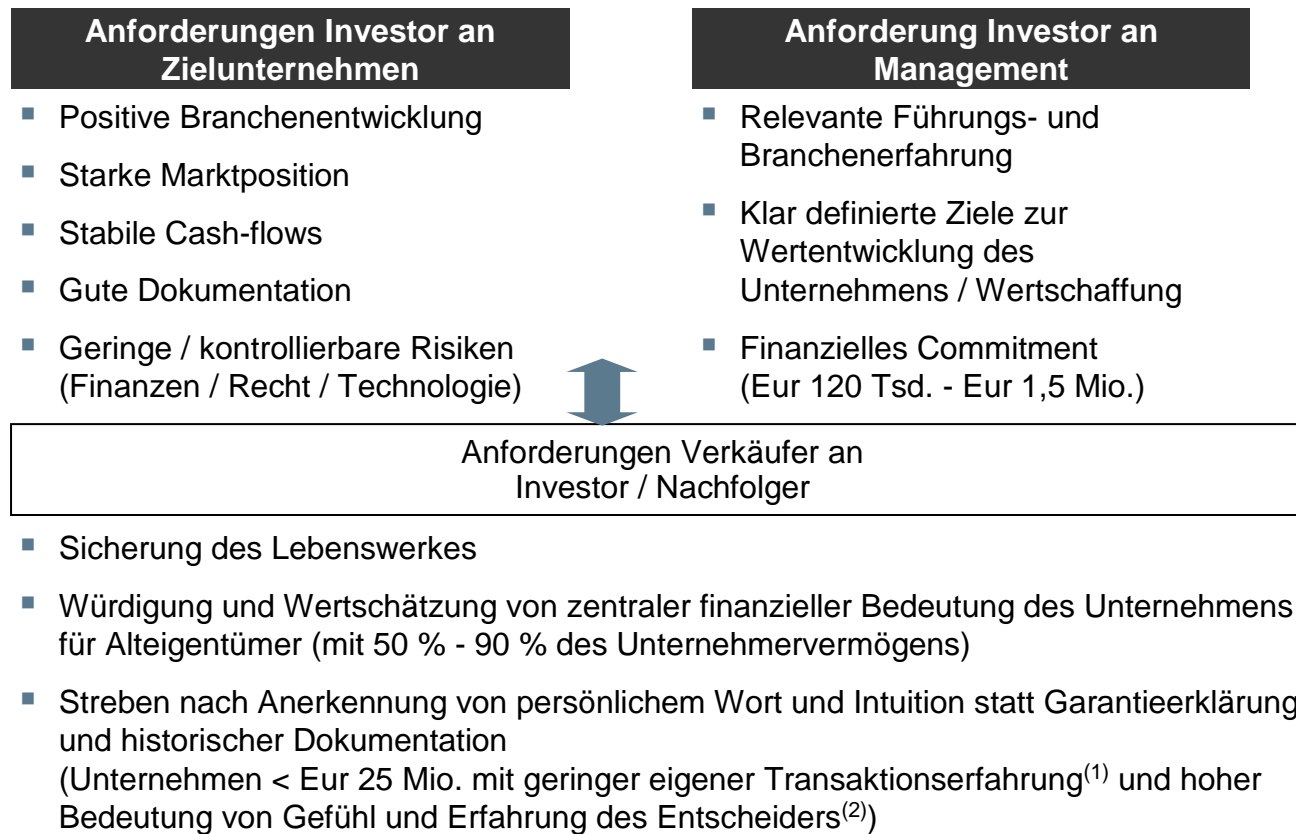 Anforderungen Investor an
Zielunternehmen
▪ Positive Branchenentwicklung
▪ Starke Marktposition
▪ Stabile Cash-flows
▪ Gute Dokumentation
▪ Geringe / kontrollierbare Risiken
(Finanzen / Recht / Technologie)
Anforderung Investor an
Management
▪ Relevante Führungs- und
Branchenerfahrung
▪ Klar definierte Ziele zur
Wertentwicklung des
Unternehmens / Wertschaffung
▪ Finanzielles Commitment
(Eur 120 Tsd. - Eur 1,5 Mio.)
Anforderungen Verkäufer an
Investor / Nachfolger
▪ Sicherung des Lebenswerkes
▪ Würdigung und Wertschätzung von zentraler finanzieller Bedeutung des Unternehmens
für Alteigentümer (mit 50 % - 90 % des Unternehmervermögens)
▪ Streben nach Anerkennung von persönlichem Wort und Intuition statt Garantieerklärung
und historischer Dokumentation
(Unternehmen < Eur 25 Mio. mit geringer eigener Transaktionserfahrung(1) und hoher
Bedeutung von Gefühl und Erfahrung des Entscheiders(2))